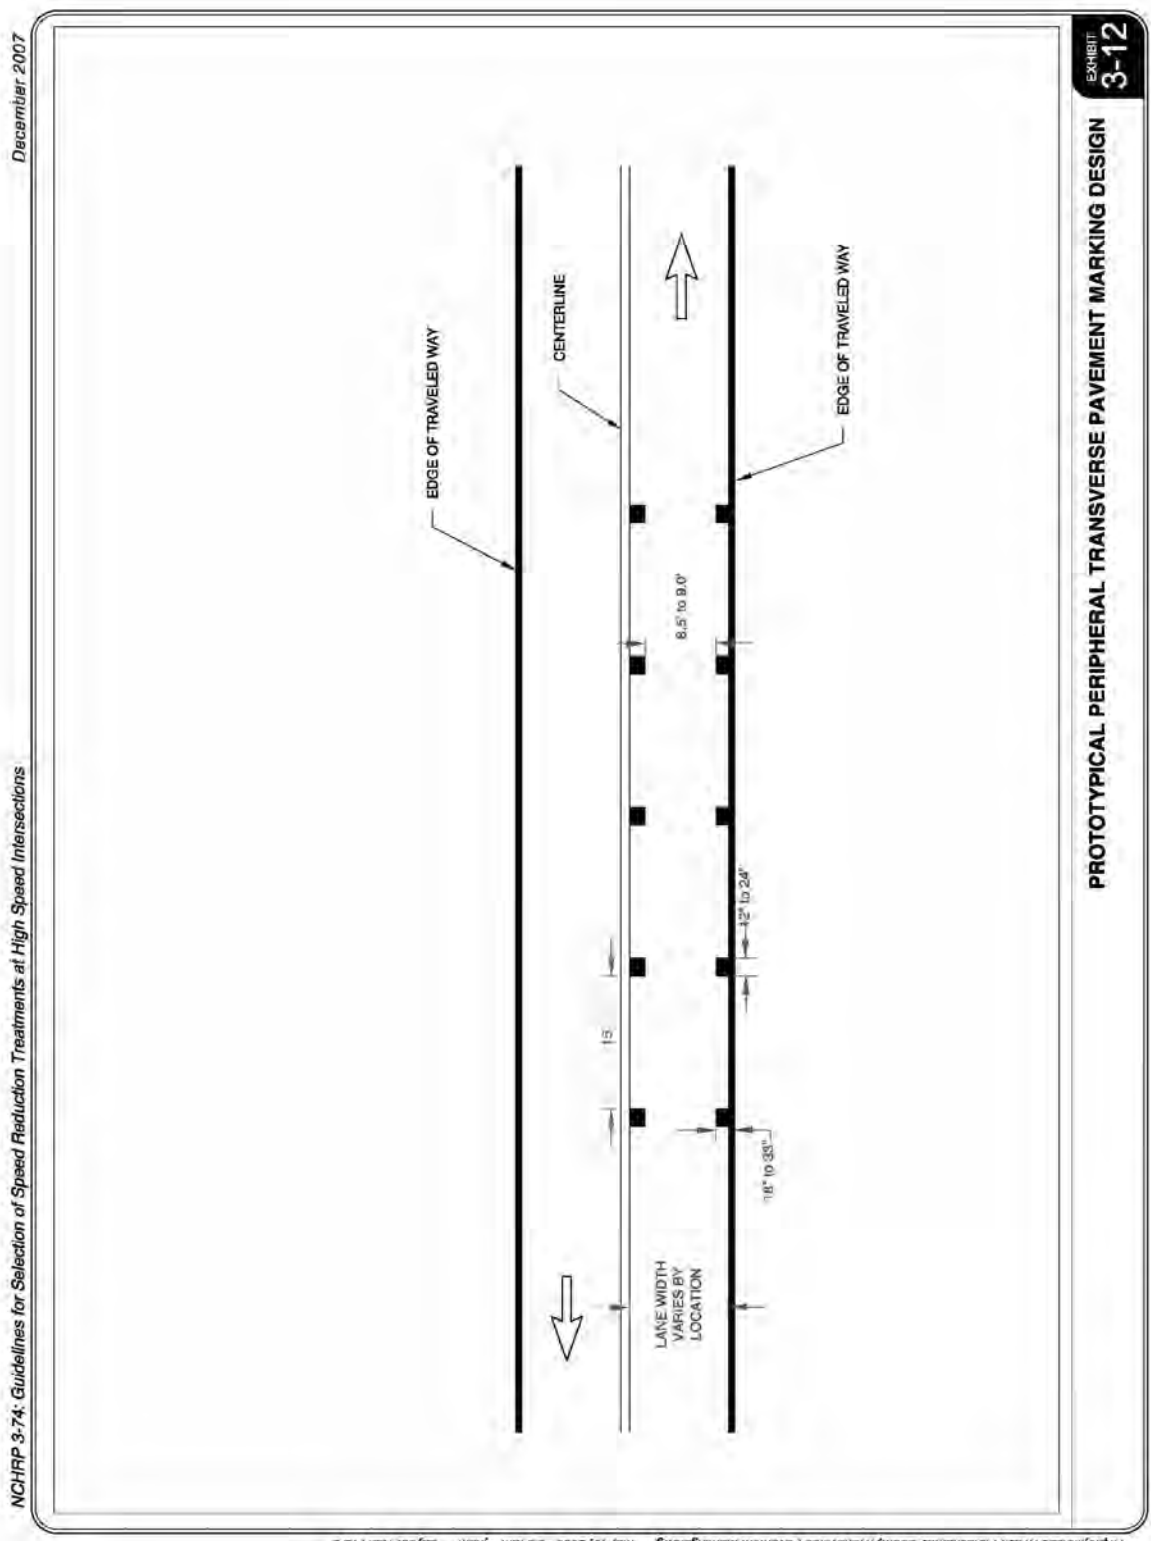 NCHRP 3-74: Guidelines for Selection of Speed Reduction Treatments at High Speed Intersections
December 2007
EDGE OF TRAVELED WAY
CENTERLINE
8.5' to 9.0'
15'
12" to 24"
EDGE OF TRAVELED WAY
LANE WIDTH
VARIES BY
LOCATION
18" to 33"
PROTOTYPICAL PERIPHERAL TRANSVERSE PAVEMENT MARKING DESIGN
EXHIBIT
3-12